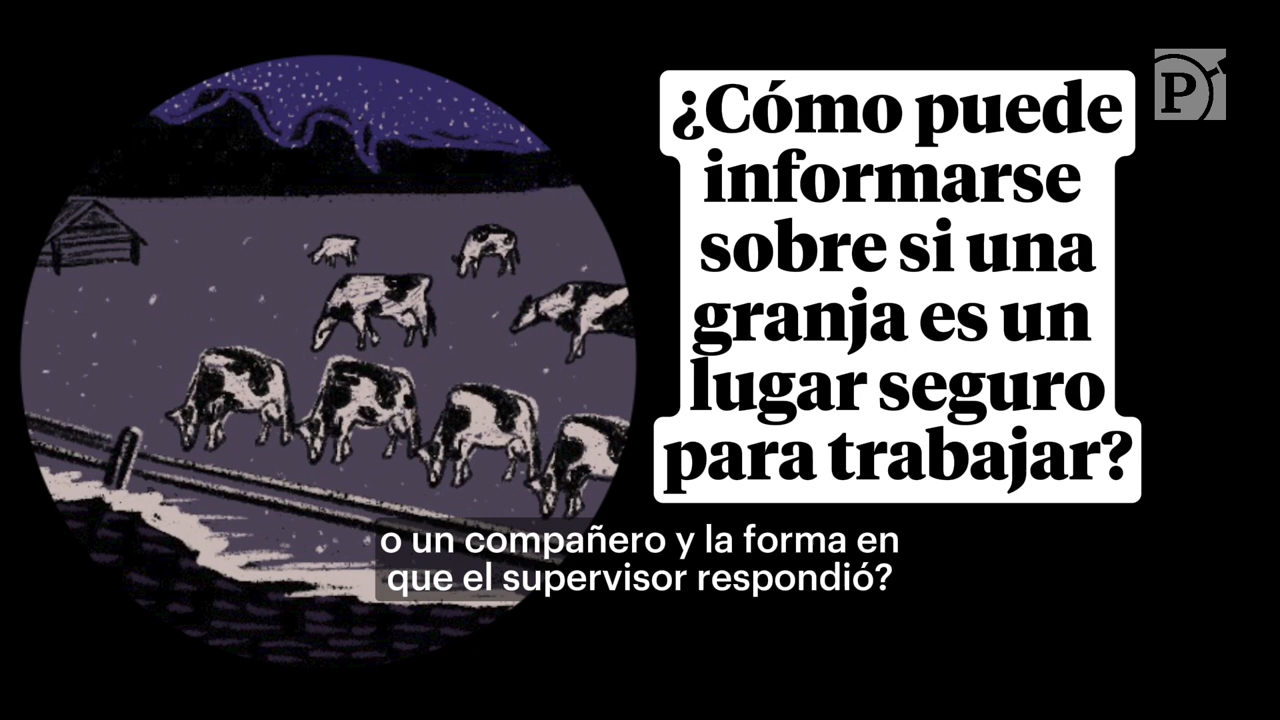 ¿Cómo puede
informarse
sobre si una
granja es un
lugar seguro
para trabajar?
P
o un compañero y la forma en
que el supervisor respondió?